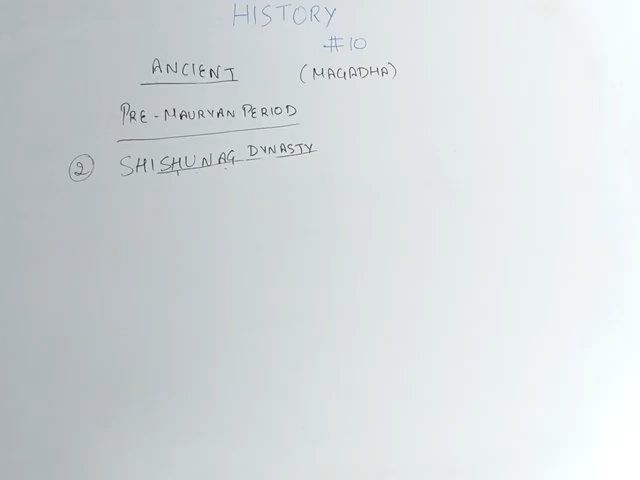 HISTORY
#10
ANCIENT (MAGADHA)
PRE-MAURYAN PERIOD
2 SHISHUNAG DYNASTY